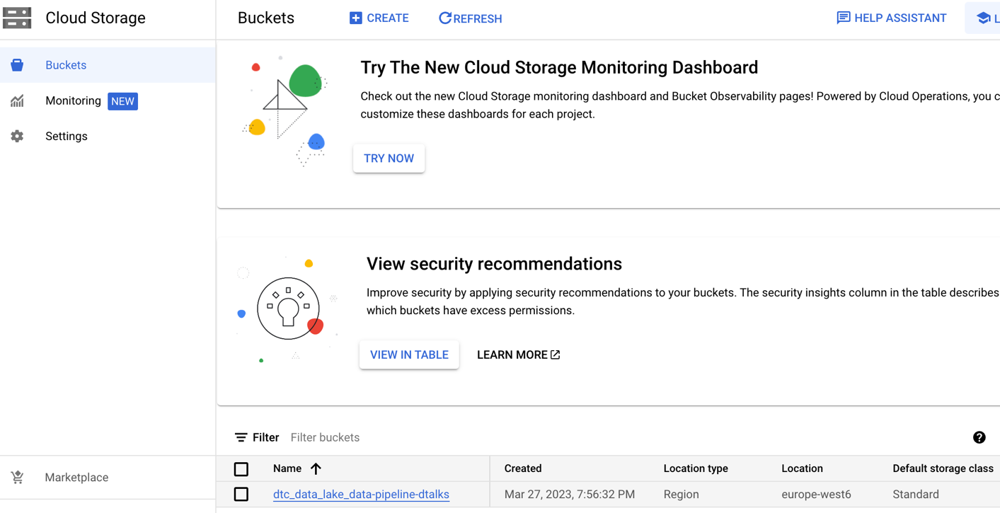 Cloud Storage
Buckets
CREATE
REFRESH
HELP ASSISTANT
L
Buckets
Monitoring NEW
Settings
Try The New Cloud Storage Monitoring Dashboard
Check out the new Cloud Storage monitoring dashboard and Bucket Observability pages! Powered by Cloud Operations, you c
customize these dashboards for each project.
TRY NOW
View security recommendations
Improve security by applying security recommendations to your buckets. The security insights column in the table describes
which buckets have excess permissions.
VIEW IN TABLE
LEARN MORE
Filter Filter buckets
?
Name Created Location type Location Default storage class
dtc_data_lake_data-pipeline-dtalks Mar 27, 2023, 7:56:32 PM Region europe-west6 Standard
Marketplace